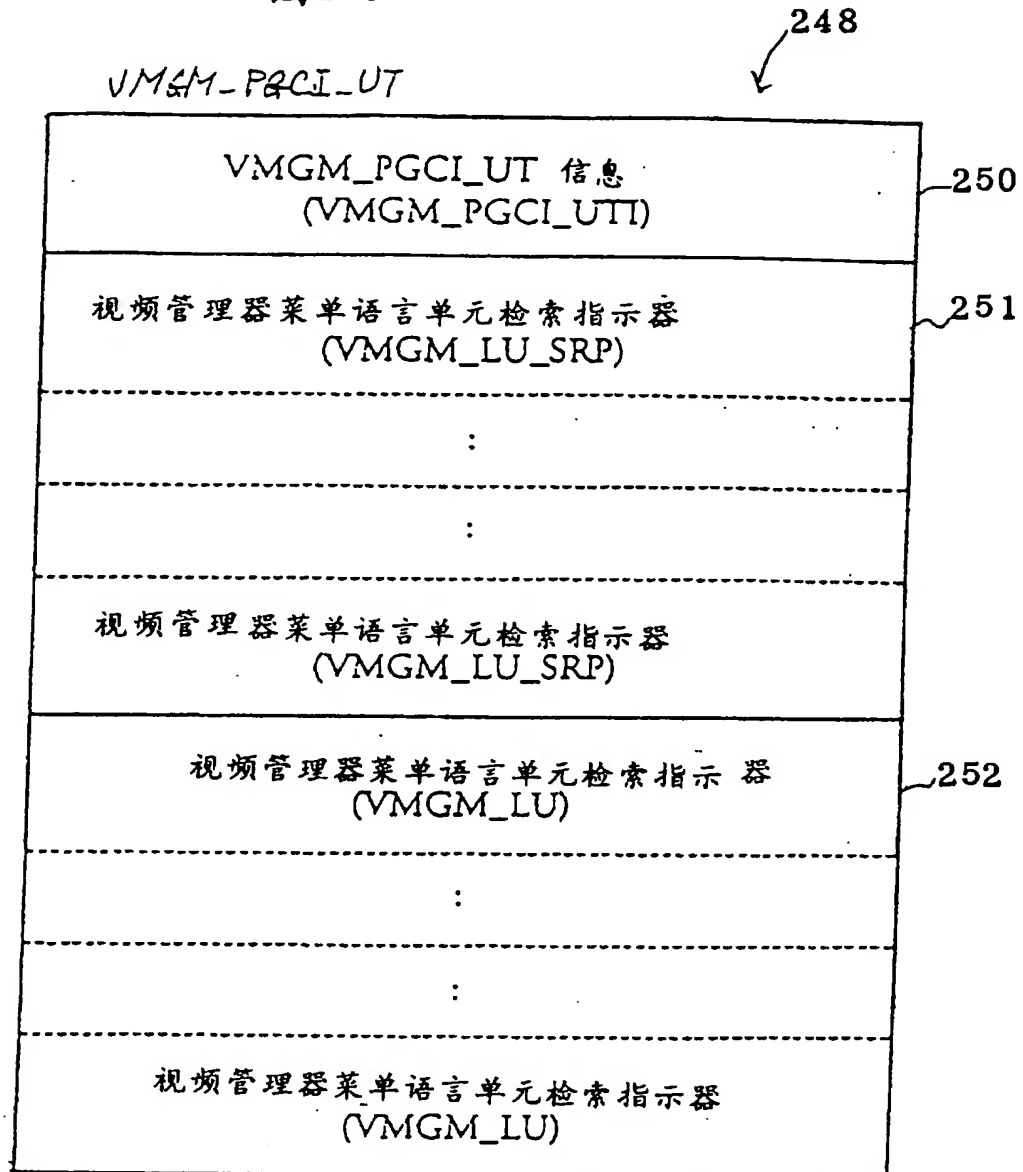 248
VMGM_PGCI_UT
VMGM_PGCI_UT 信息
(VMGM_PGCI_UTI)
250
视频管理器菜单语言单元检索指示器
(VMGM_LU_SRP)
251
:
:
视频管理器菜单语言单元检索指示器
(VMGM_LU_SRP)
视频管理器菜单语言单元检索指示 器
(VMGM_LU)
252
:
:
视频管理器菜单语言单元检索指示器
(VMGM_LU)